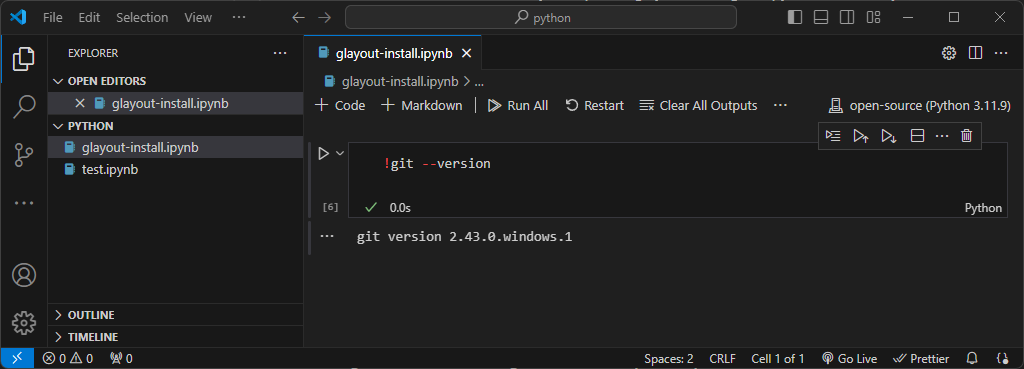 File Edit Selection View ··· python
EXPLORER ···
OPEN EDITORS
glayout-install.ipynb
PYTHON
glayout-install.ipynb
test.ipynb
OUTLINE
TIMELINE
glayout-install.ipynb
glayout-install.ipynb > ...
+ Code + Markdown Run All Restart Clear All Outputs ··· open-source (Python 3.11.9)
!git --version
[6] 0.0s Python
git version 2.43.0.windows.1
0 0 0 Spaces: 2 CRLF Cell 1 of 1 Go Live Prettier